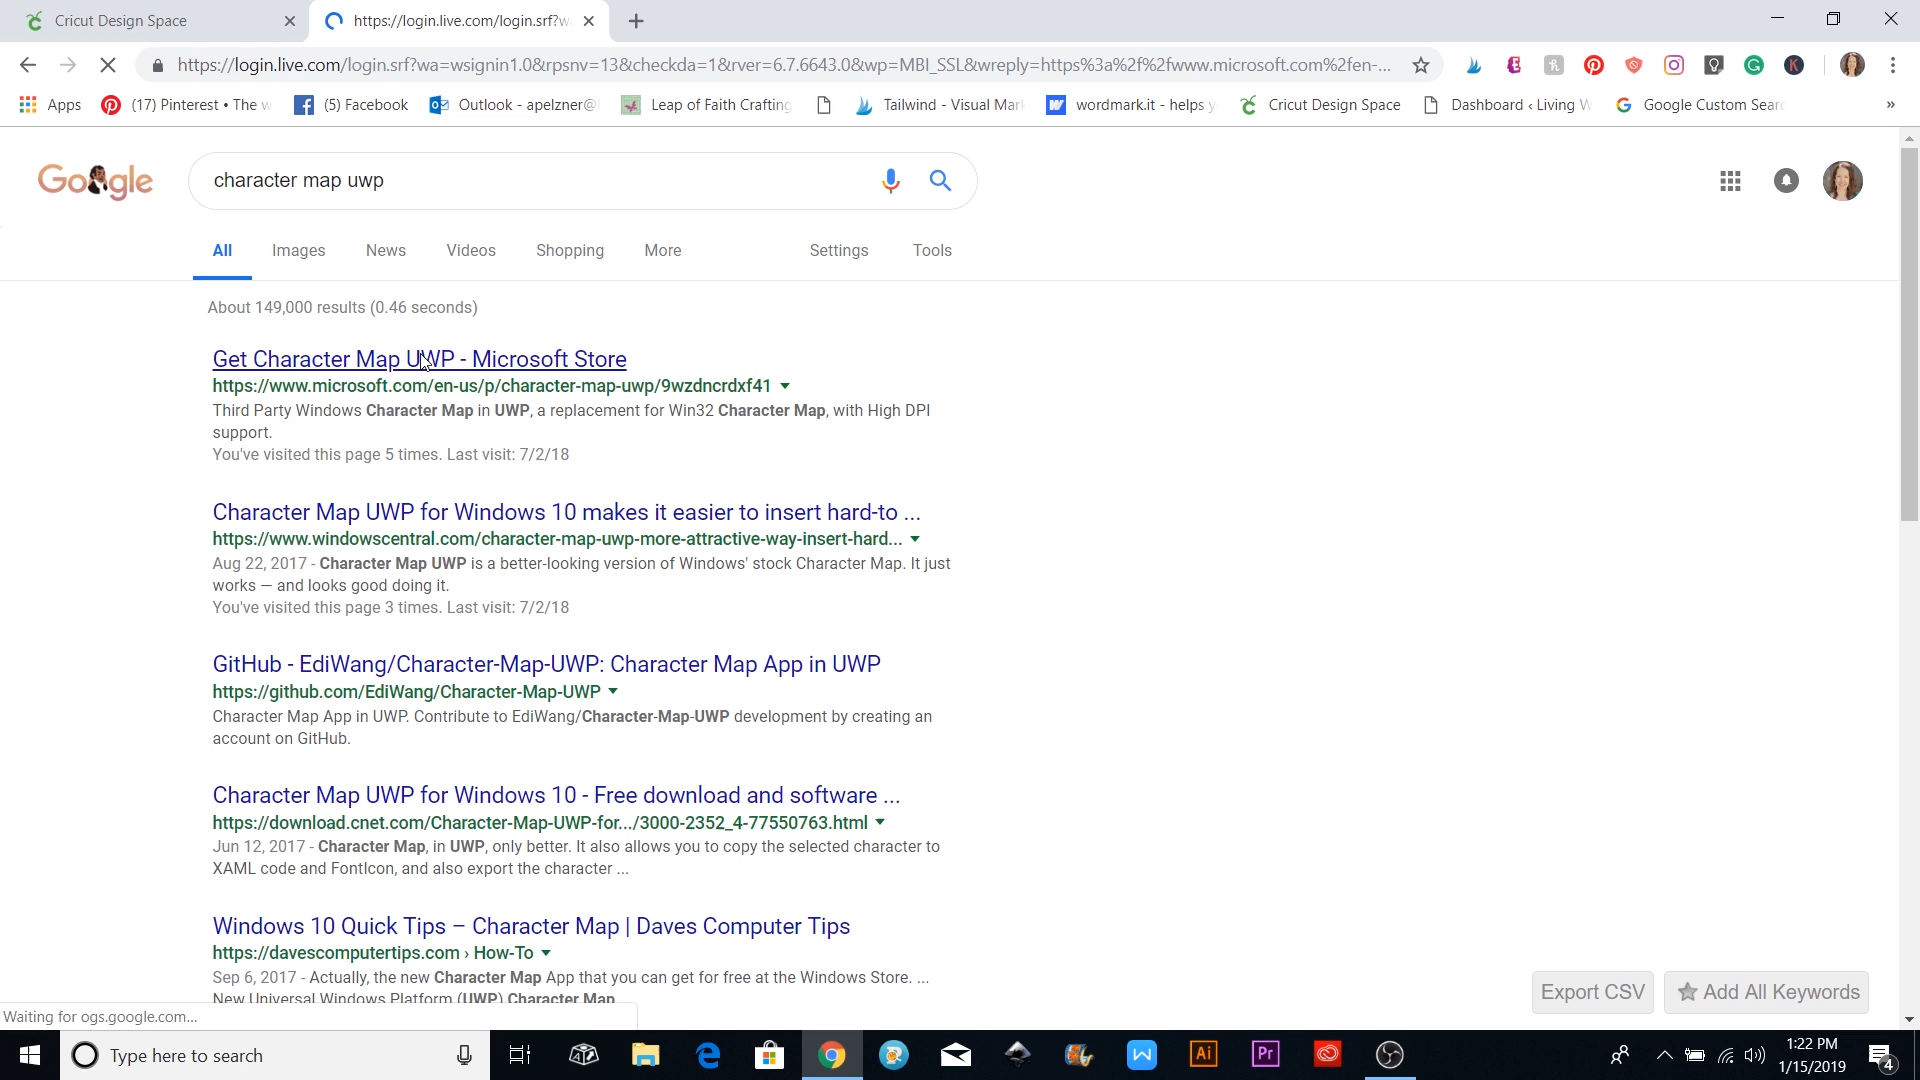 Cricut Design Space
https://login.live.com/login.srf?w
https://login.live.com/login.srf?wa=wsignin1.0&rpsnv=13&checkda=1&rver=6.7.6643.0&wp=MBI_SSL&wreply=https%3a%2f%2fwww.microsoft.com%2fen-...
Apps
(17) Pinterest • The w
(5) Facebook
Outlook - apelzner@
Leap of Faith Crafting
Tailwind - Visual Mark
wordmark.it - helps y
Cricut Design Space
Dashboard ‹ Living W
Google Custom Searc
»
Google
character map uwp
All
Images
News
Videos
Shopping
More
Settings
Tools
About 149,000 results (0.46 seconds)
Get Character Map UWP - Microsoft Store
https://www.microsoft.com/en-us/p/character-map-uwp/9wzdncrdxf41
Third Party Windows Character Map in UWP, a replacement for Win32 Character Map, with High DPI
support.
You've visited this page 5 times. Last visit: 7/2/18
Character Map UWP for Windows 10 makes it easier to insert hard-to ...
https://www.windowscentral.com/character-map-uwp-more-attractive-way-insert-hard...
Aug 22, 2017 - Character Map UWP is a better-looking version of Windows' stock Character Map. It just
works — and looks good doing it.
You've visited this page 3 times. Last visit: 7/2/18
GitHub - EdiWang/Character-Map-UWP: Character Map App in UWP
https://github.com/EdiWang/Character-Map-UWP
Character Map App in UWP. Contribute to EdiWang/Character-Map-UWP development by creating an
account on GitHub.
Character Map UWP for Windows 10 - Free download and software ...
https://download.cnet.com/Character-Map-UWP-for.../3000-2352_4-77550763.html
Jun 12, 2017 - Character Map, in UWP, only better. It also allows you to copy the selected character to
XAML code and FontIcon, and also export the character ...
Windows 10 Quick Tips – Character Map | Daves Computer Tips
https://davescomputertips.com › How-To
Sep 6, 2017 - Actually, the new Character Map App that you can get for free at the Windows Store. ...
New Universal Windows Platform (UWP) Character Map
Export CSV
Add All Keywords
Waiting for ogs.google.com...
Type here to search
Ai
Pr
1:22 PM
1/15/2019
4